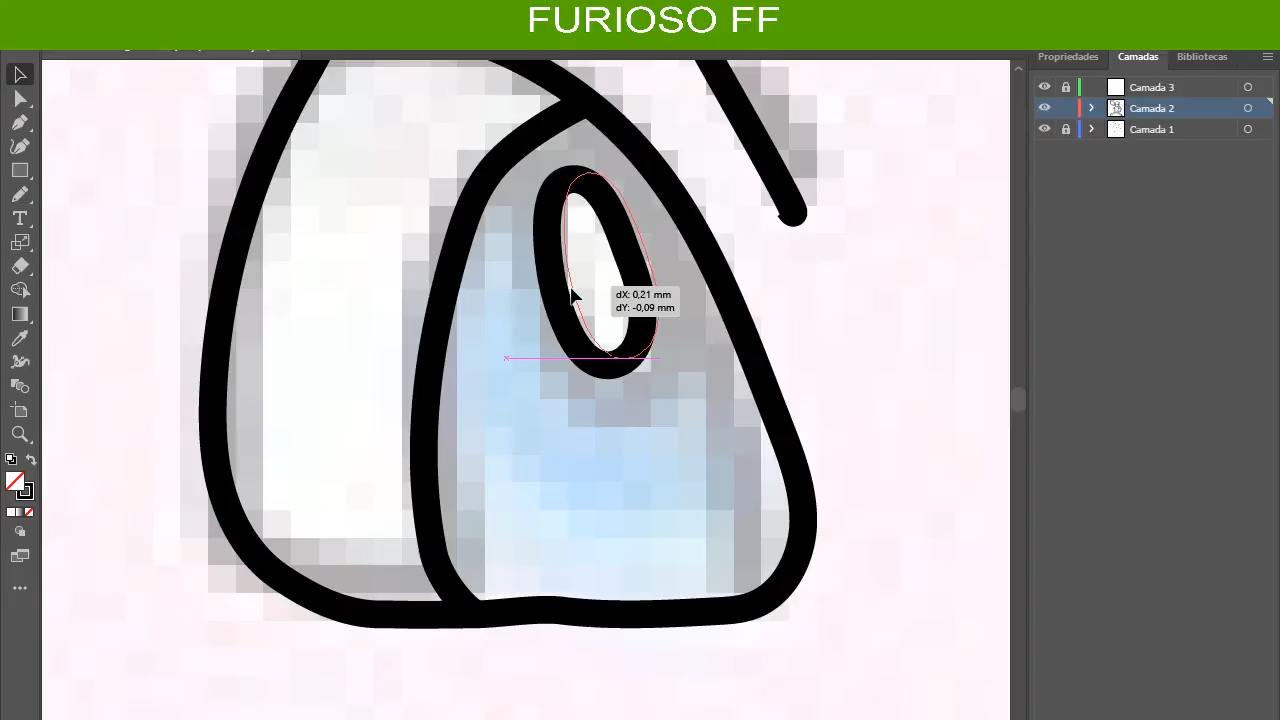 FURIOSO FF
Propriedades
Camadas
Bibliotecas
Camada 3
Camada 2
Camada 1
dX: 0,21 mm
dY: -0,09 mm